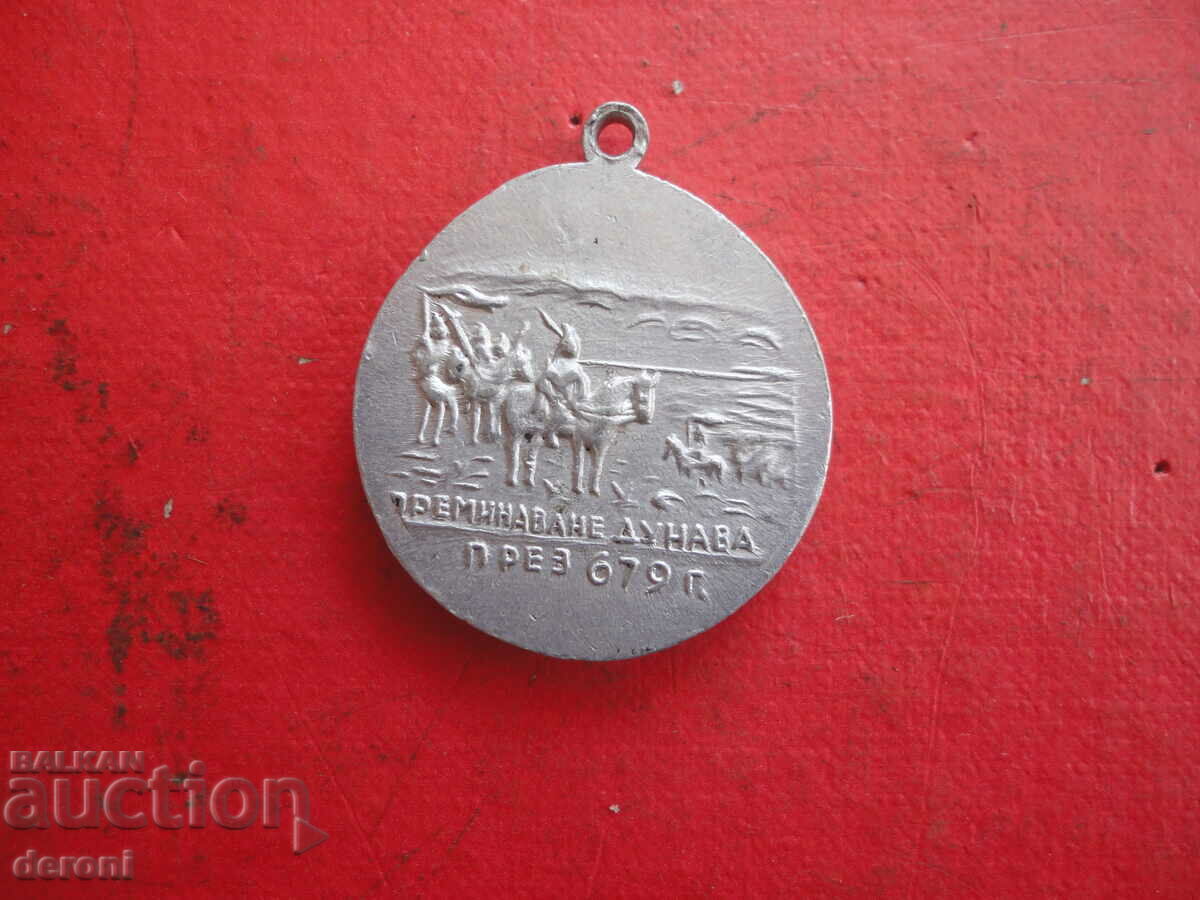 ПРЕМИНАВАНЕ ДУНАВА
ПРЕЗ 679 Г.
BALKAN
auction
deroni